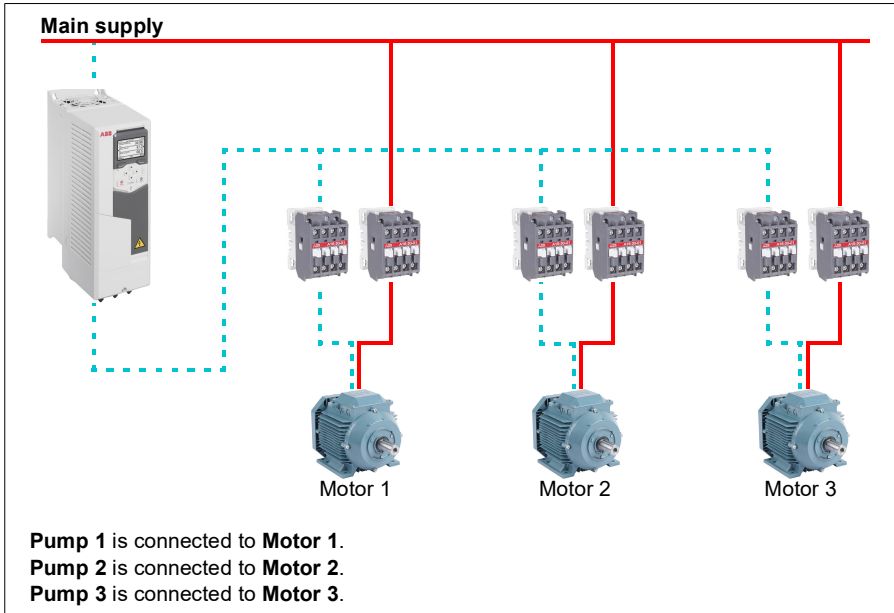 Main supply
ABB
Motor 1
Motor 2
Motor 3
Pump 1 is connected to Motor 1.
Pump 2 is connected to Motor 2.
Pump 3 is connected to Motor 3.